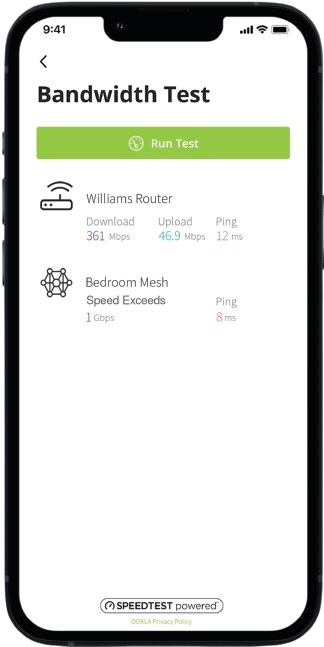 9:41
Bandwidth Test
Run Test
Williams Router
Download Upload Ping
361 Mbps 46.9 Mbps 12 ms
Bedroom Mesh
Speed Exceeds Ping
1 Gbps 8 ms
SPEEDTEST powered
OOKLA Privacy Policy